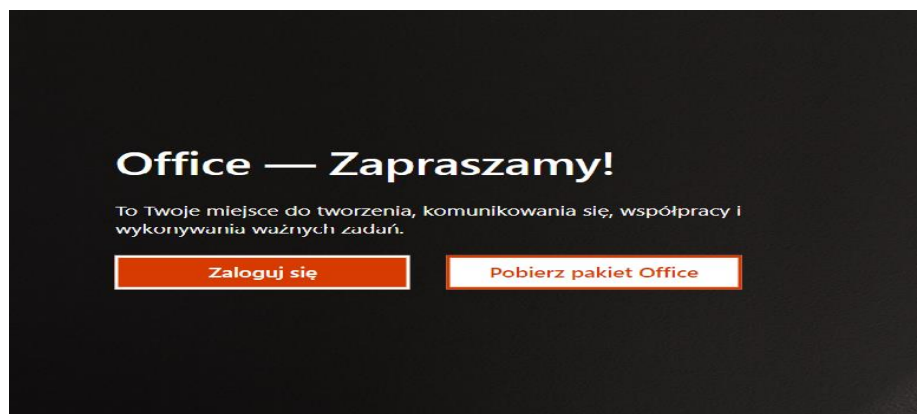 Office — Zapraszamy!
To Twoje miejsce do tworzenia, komunikowania się, współpracy i
wykonywania ważnych zadań.
Zaloguj się
Pobierz pakiet Office